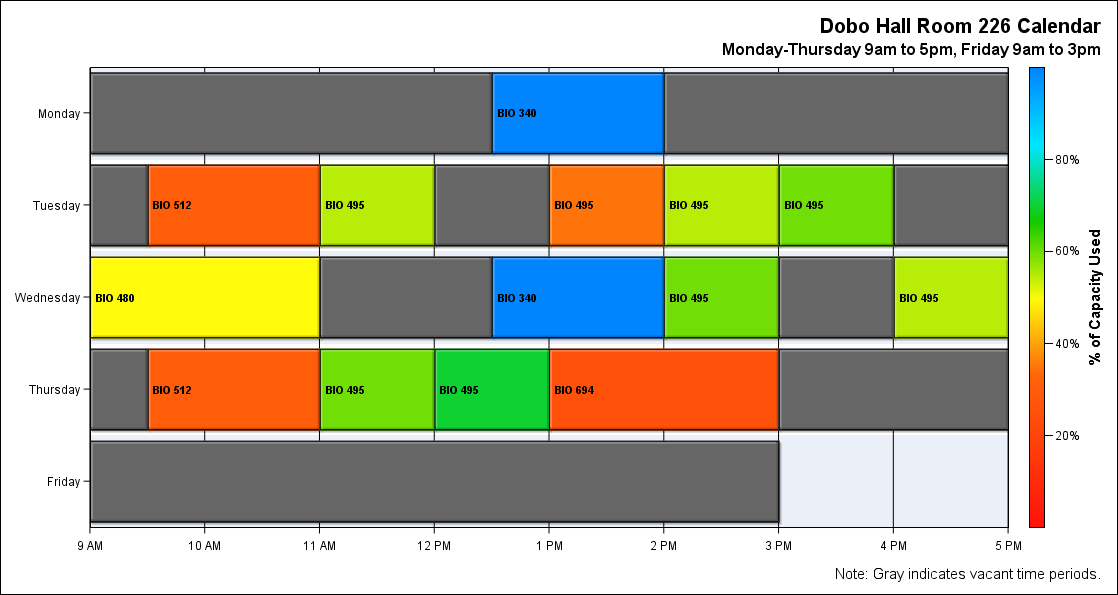 Dobo Hall Room 226 Calendar
Monday-Thursday 9am to 5pm, Friday 9am to 3pm
Monday
BIO 340
Tuesday
BIO 512
BIO 495
BIO 495
BIO 495
BIO 495
Wednesday
BIO 480
BIO 340
BIO 495
BIO 495
Thursday
BIO 512
BIO 495
BIO 495
BIO 694
Friday
9 AM
10 AM
11 AM
12 PM
1 PM
2 PM
3 PM
4 PM
5 PM
80%
60%
40%
20%
% of Capacity Used
Note: Gray indicates vacant time periods.